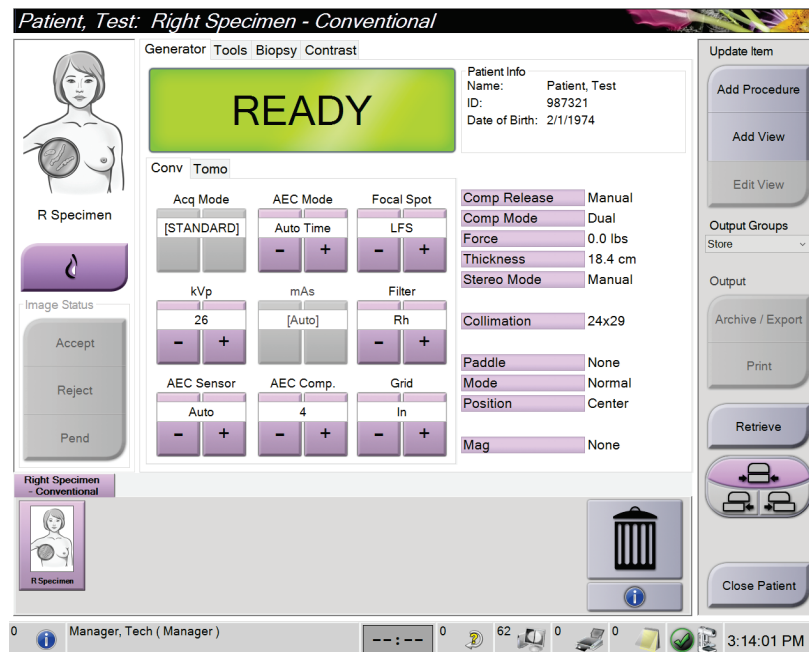 Patient, Test: Right Specimen - Conventional
Generator Tools Biopsy Contrast
READY
Patient Info
Name: Patient, Test
ID: 987321
Date of Birth: 2/1/1974
Update Item
Add Procedure
Add View
Edit View
Output Groups
Store
Output
Archive / Export
Print
Retrieve
Close Patient
R Specimen
Image Status
Accept
Reject
Pend
Conv Tomo
Acq Mode AEC Mode Focal Spot
[STANDARD] Auto Time LFS
- + - +
kVp mAs Filter
26 [Auto] Rh
- + - +
AEC Sensor AEC Comp. Grid
Auto 4 In
- + - + - +
Comp Release Manual
Comp Mode Dual
Force 0.0 lbs
Thickness 18.4 cm
Stereo Mode Manual
Collimation 24x29
Paddle None
Mode Normal
Position Center
Mag None
Right Specimen
- Conventional
R Specimen
0 Manager, Tech ( Manager ) --:-- 0 62 0 0 3:14:01 PM